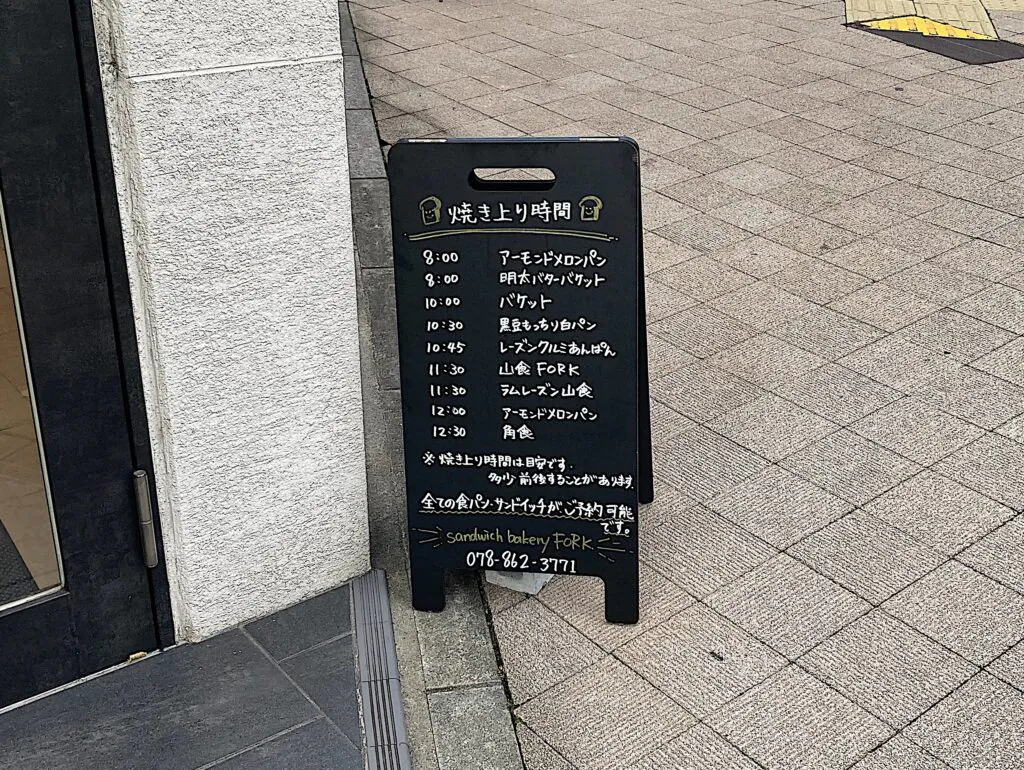 焼き上り時間
8:00 アーモンドメロンパン
8:00 明太バターバケット
10:00 バケット
10:30 黒豆もっちり白パン
10:45 レーズンクルミあんぱん
11:30 山食 FORK
11:30 ラムレーズン山食
12:00 アーモンドメロンパン
12:30 角食
※焼き上り時間は目安です.
多少前後することがあります.
全ての食パン・サンドイッチがご予約可能
です。
sandwich bakery FORK
078-862-3771